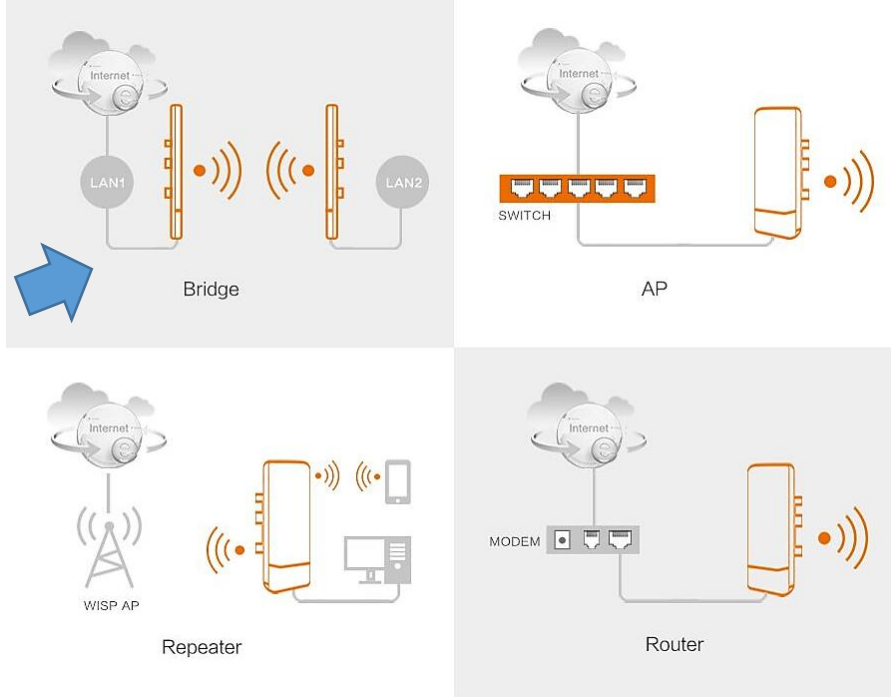 Internet
LAN1
LAN2
Bridge
Internet
SWITCH
AP
Internet
WISP AP
Repeater
Internet
MODEM
Router